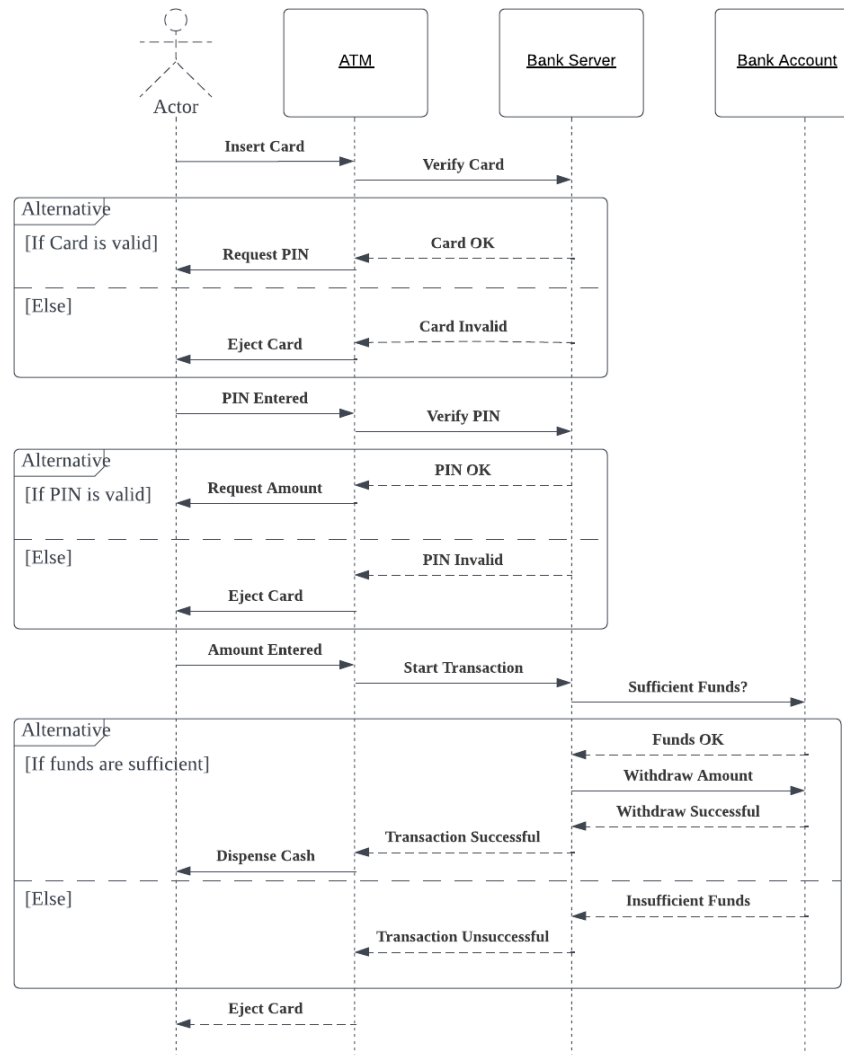 ATM
Bank Server
Bank Account
Actor
Insert Card
Verify Card
Alternative
[If Card is valid]
Card OK
Request PIN
[Else]
Card Invalid
Eject Card
PIN Entered
Verify PIN
Alternative
PIN OK
[If PIN is valid]
Request Amount
[Else]
PIN Invalid
Eject Card
Amount Entered
Start Transaction
Sufficient Funds?
Alternative
Funds OK
[If funds are sufficient]
Withdraw Amount
Withdraw Successful
Transaction Successful
Dispense Cash
[Else]
Insufficient Funds
Transaction Unsuccessful
Eject Card